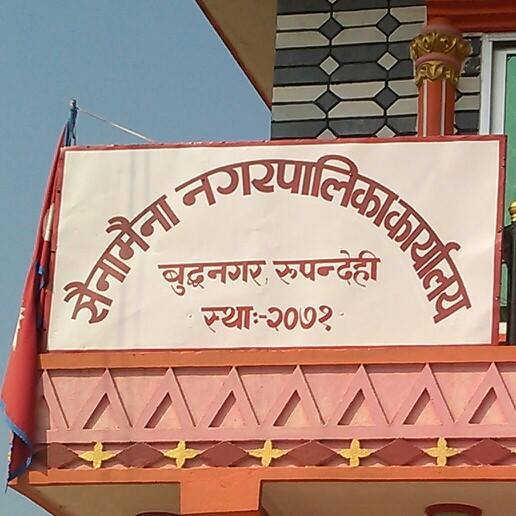 सैनामैना नगरपालिका कार्यालय
बुद्धनगर, रुपन्देही
स्थाः-२०७१